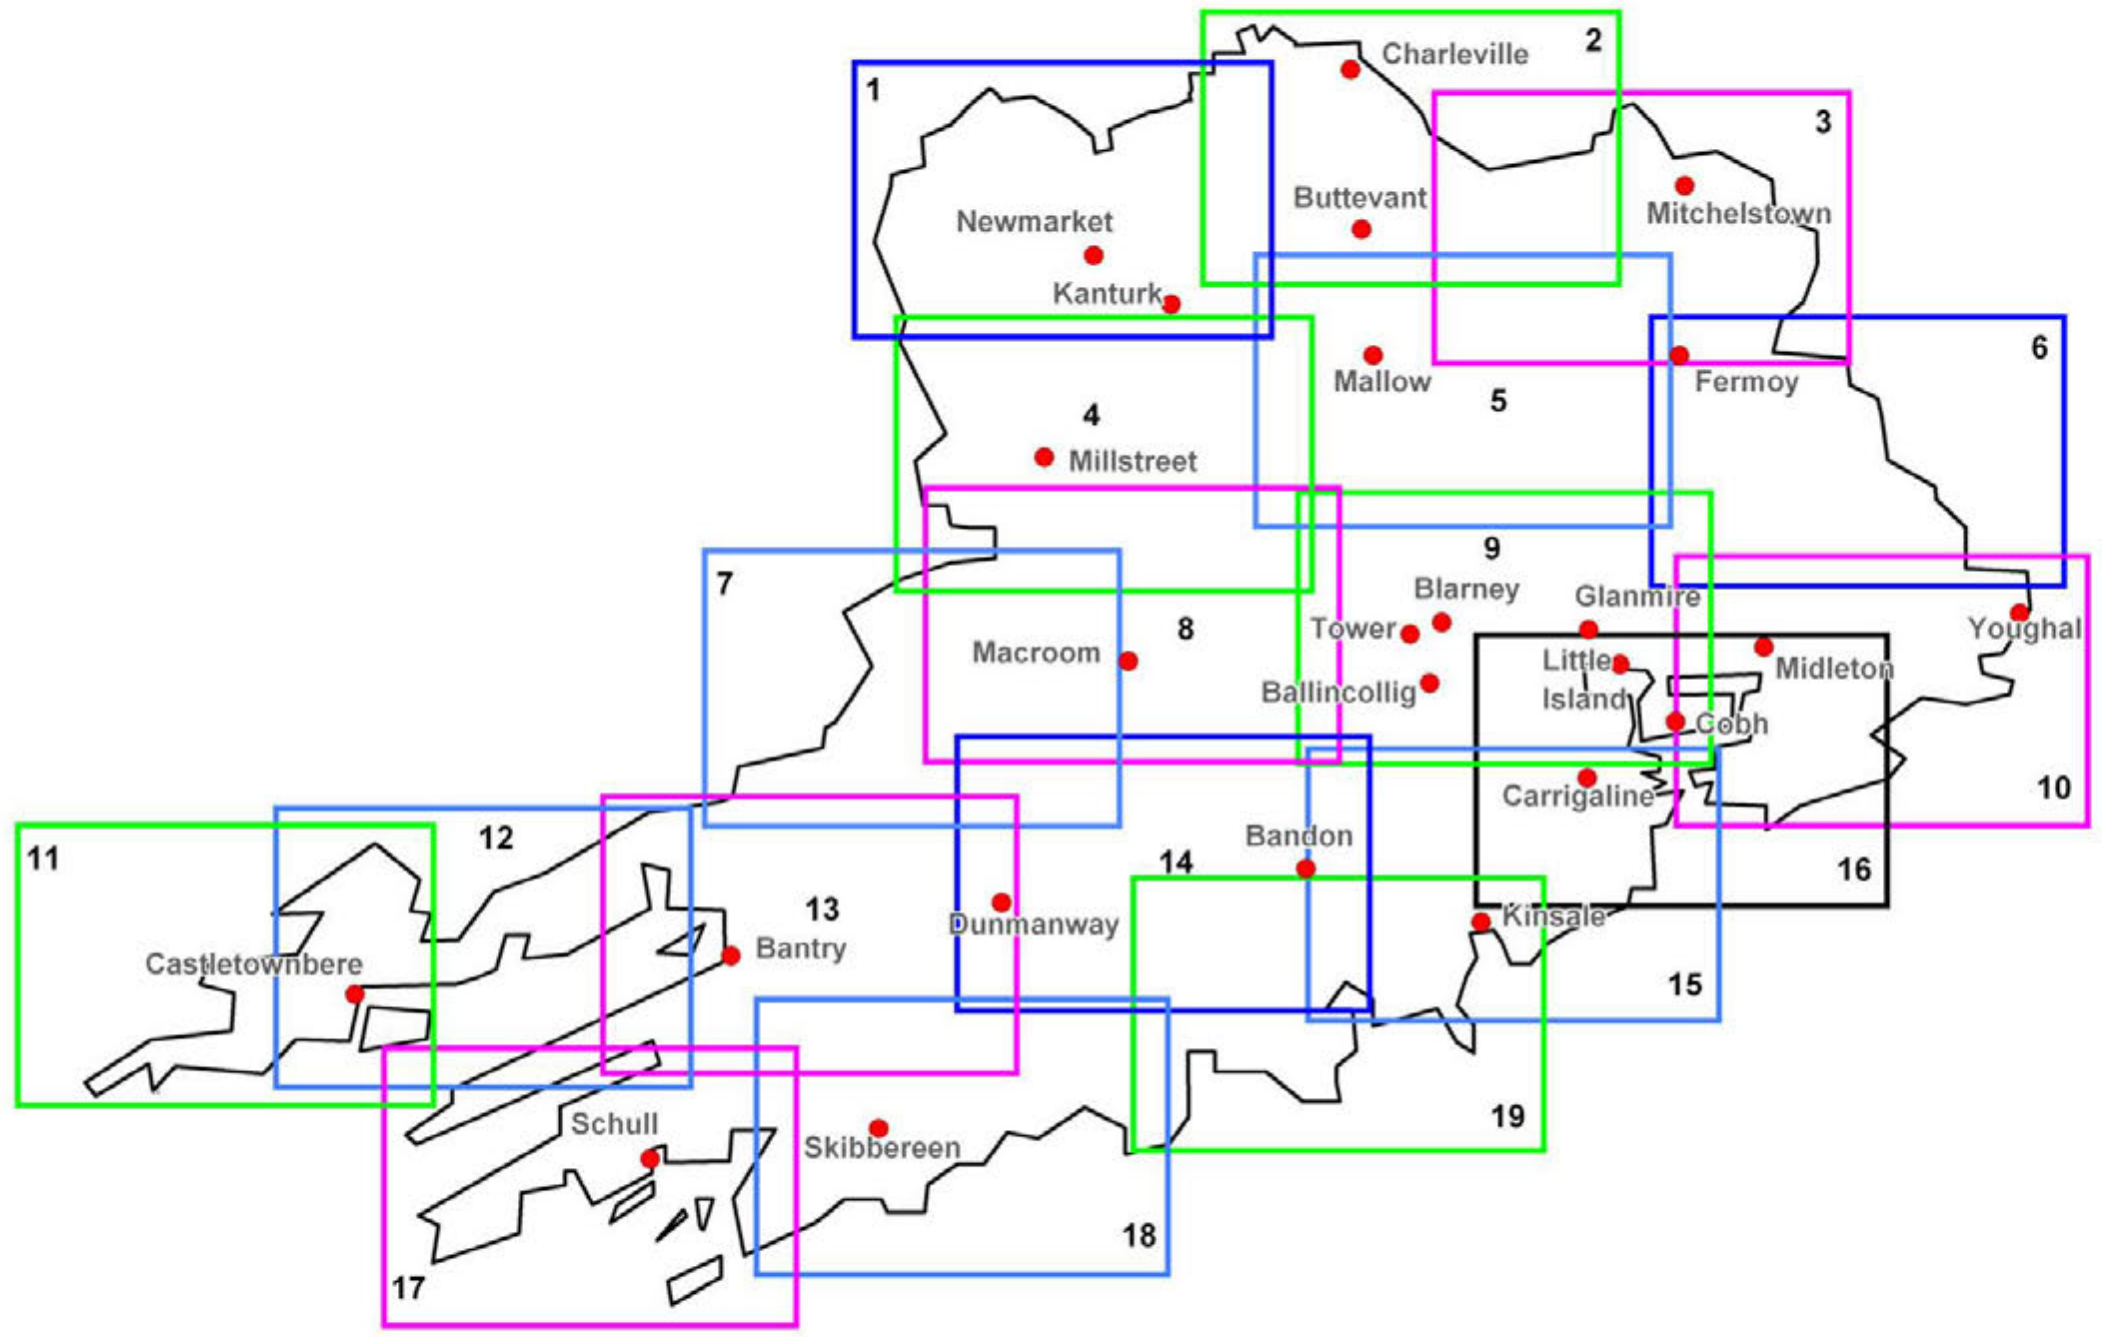 2
Charleville
1
3
Buttevant
Mitchelstown
Newmarket
Kanturk
6
Mallow
Fermoy
5
4
Millstreet
9
7
Blarney
Glanmire
8
Tower
Youghal
Macroom
Little
Island
Midleton
Ballincollig
Cobh
10
Carrigaline
12
Bandon
11
14
16
13
Dunmanway
Kinsale
Bantry
Castletownbere
15
19
Schull
Skibbereen
18
17